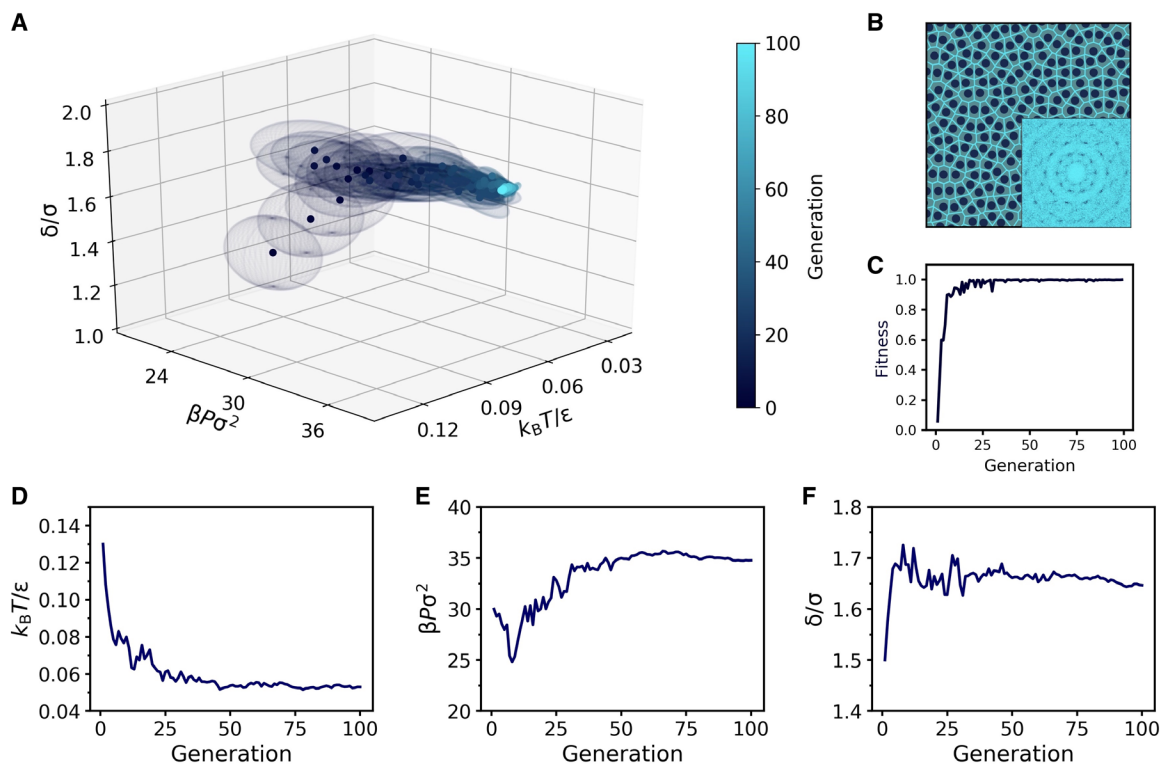 A
2.0
1.8
1.6
1.4
1.2
1.0
δ/σ
24
30
36
βPσ²
0.12
0.09
0.06
0.03
k_BT/ε
100
80
60
40
20
0
Generation
B
C
1.0
0.8
0.6
0.4
0.2
0.0
Fitness
0 25 50 75 100
Generation
D
0.14
0.12
0.10
0.08
0.06
0.04
k_BT/ε
0 25 50 75 100
Generation
E
40
35
30
25
20
βPσ²
0 25 50 75 100
Generation
F
1.8
1.7
1.6
1.5
1.4
δ/σ
0 25 50 75 100
Generation